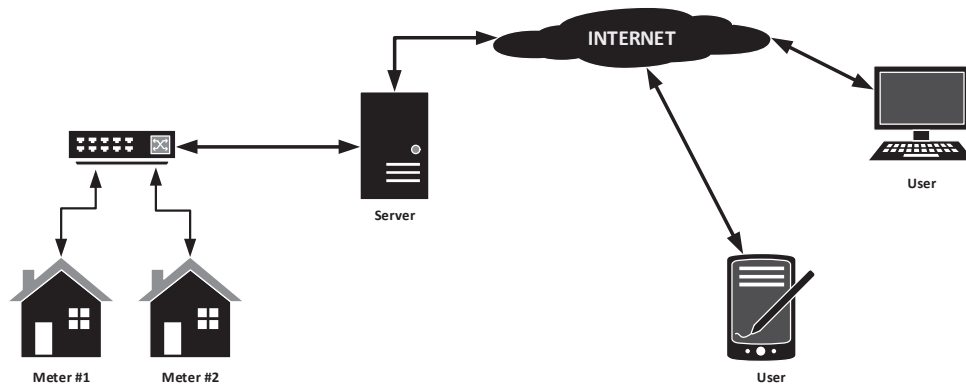 INTERNET
Server
User
User
Meter #1
Meter #2